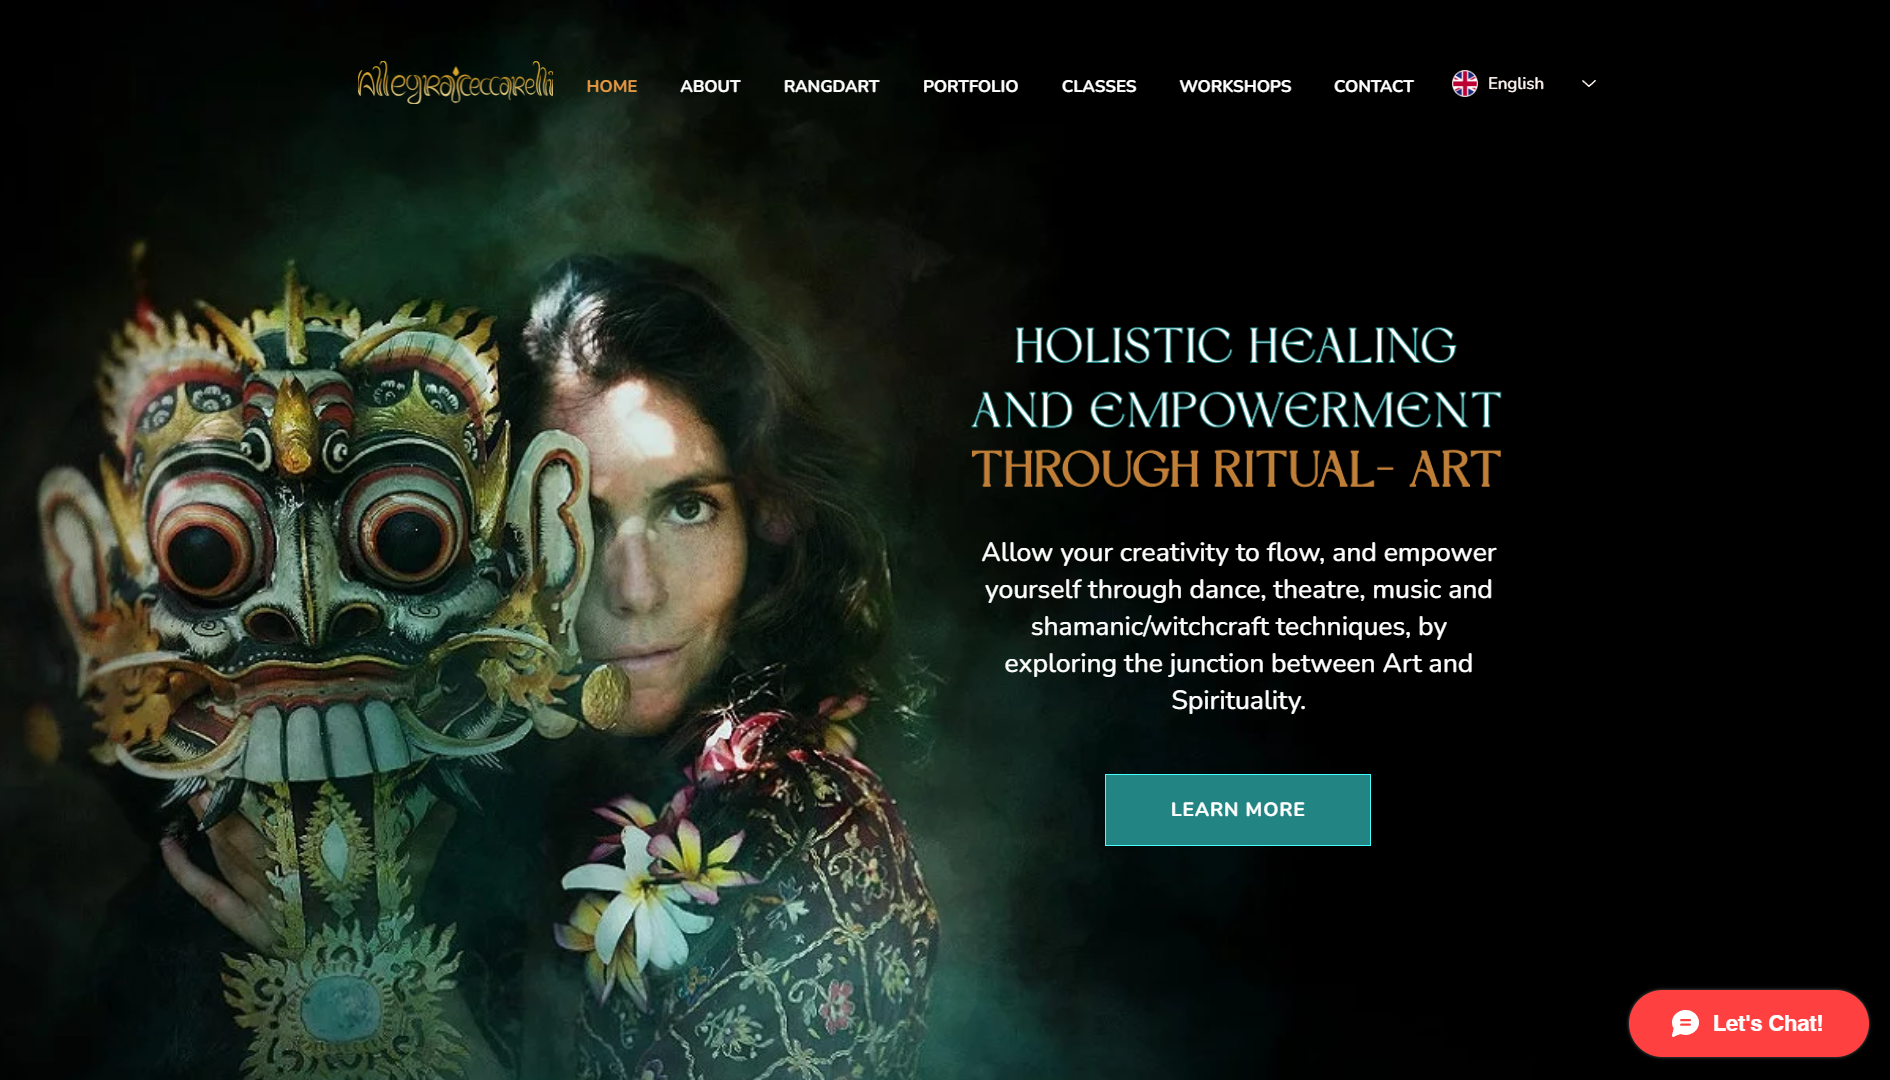 AllegraCeccarelli
HOME ABOUT RANGDART PORTFOLIO CLASSES WORKSHOPS CONTACT English
HOLISTIC HEALING
AND EMPOWERMENT
THROUGH RITUAL- ART
Allow your creativity to flow, and empower
yourself through dance, theatre, music and
shamanic/witchcraft techniques, by
exploring the junction between Art and
Spirituality.
LEARN MORE
Let's Chat!